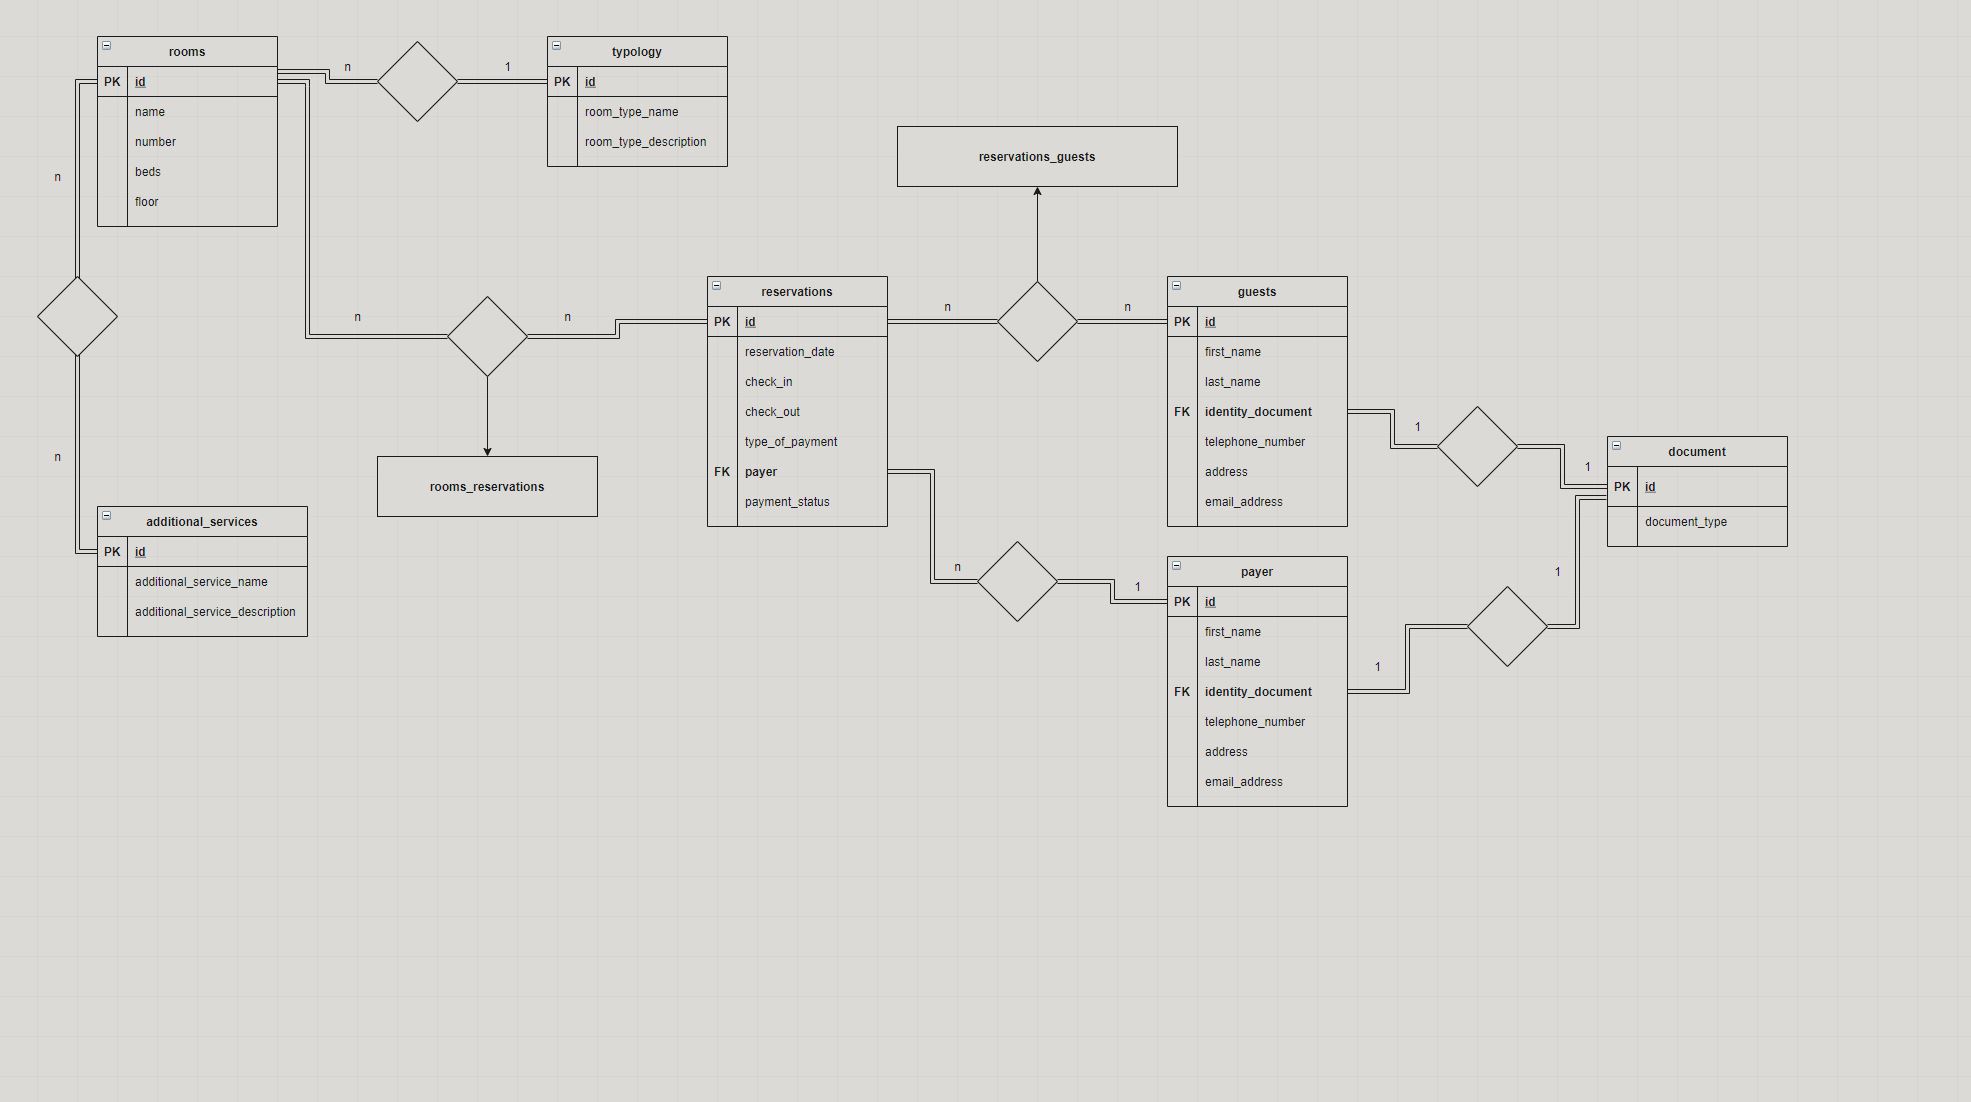 rooms
PK id
name
number
beds
floor
n
1
typology
PK id
room_type_name
room_type_description
reservations_guests
n
n
n
n
rooms_reservations
additional_services
PK id
additional_service_name
additional_service_description
reservations
PK id
reservation_date
check_in
check_out
type_of_payment
FK payer
payment_status
n
n
guests
PK id
first_name
last_name
FK identity_document
telephone_number
address
email_address
1
1
document
PK id
document_type
n
1
payer
PK id
first_name
last_name
FK identity_document
telephone_number
address
email_address
1
1